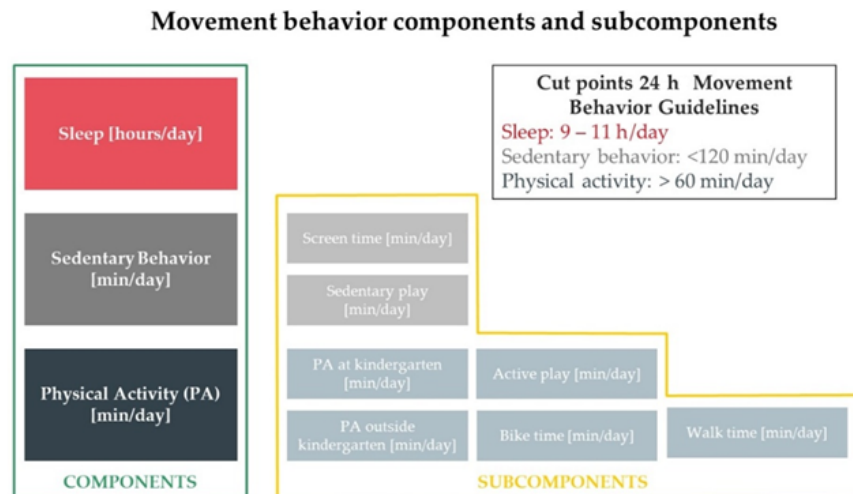 Movement behavior components and subcomponents
Cut points 24 h Movement
Behavior Guidelines
Sleep: 9 – 11 h/day
Sedentary behavior: <120 min/day
Physical activity: > 60 min/day
Sleep [hours/day]
Sedentary Behavior
[min/day]
Physical Activity (PA)
[min/day]
COMPONENTS
Screen time [min/day]
Sedentary play
[min/day]
PA at kindergarten
[min/day]
Active play [min/day]
PA outside
kindergarten [min/day]
Bike time [min/day]
Walk time [min/day]
SUBCOMPONENTS